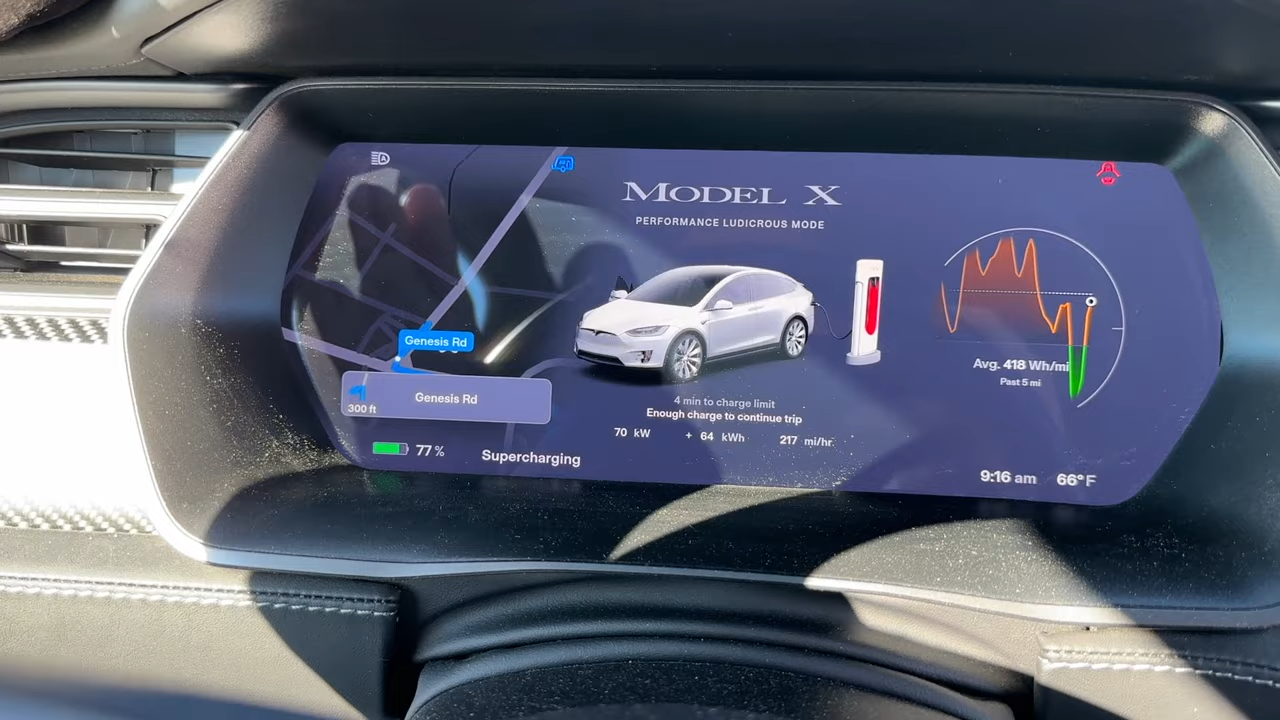 MODEL X
PERFORMANCE LUDICROUS MODE
Genesis Rd
300 ft
Genesis Rd
77 %
Supercharging
4 min to charge limit
Enough charge to continue trip
70 kW + 64 kWh 217 mi/hr
Avg. 418 Wh/mi
Past 5 mi
9:16 am 66°F